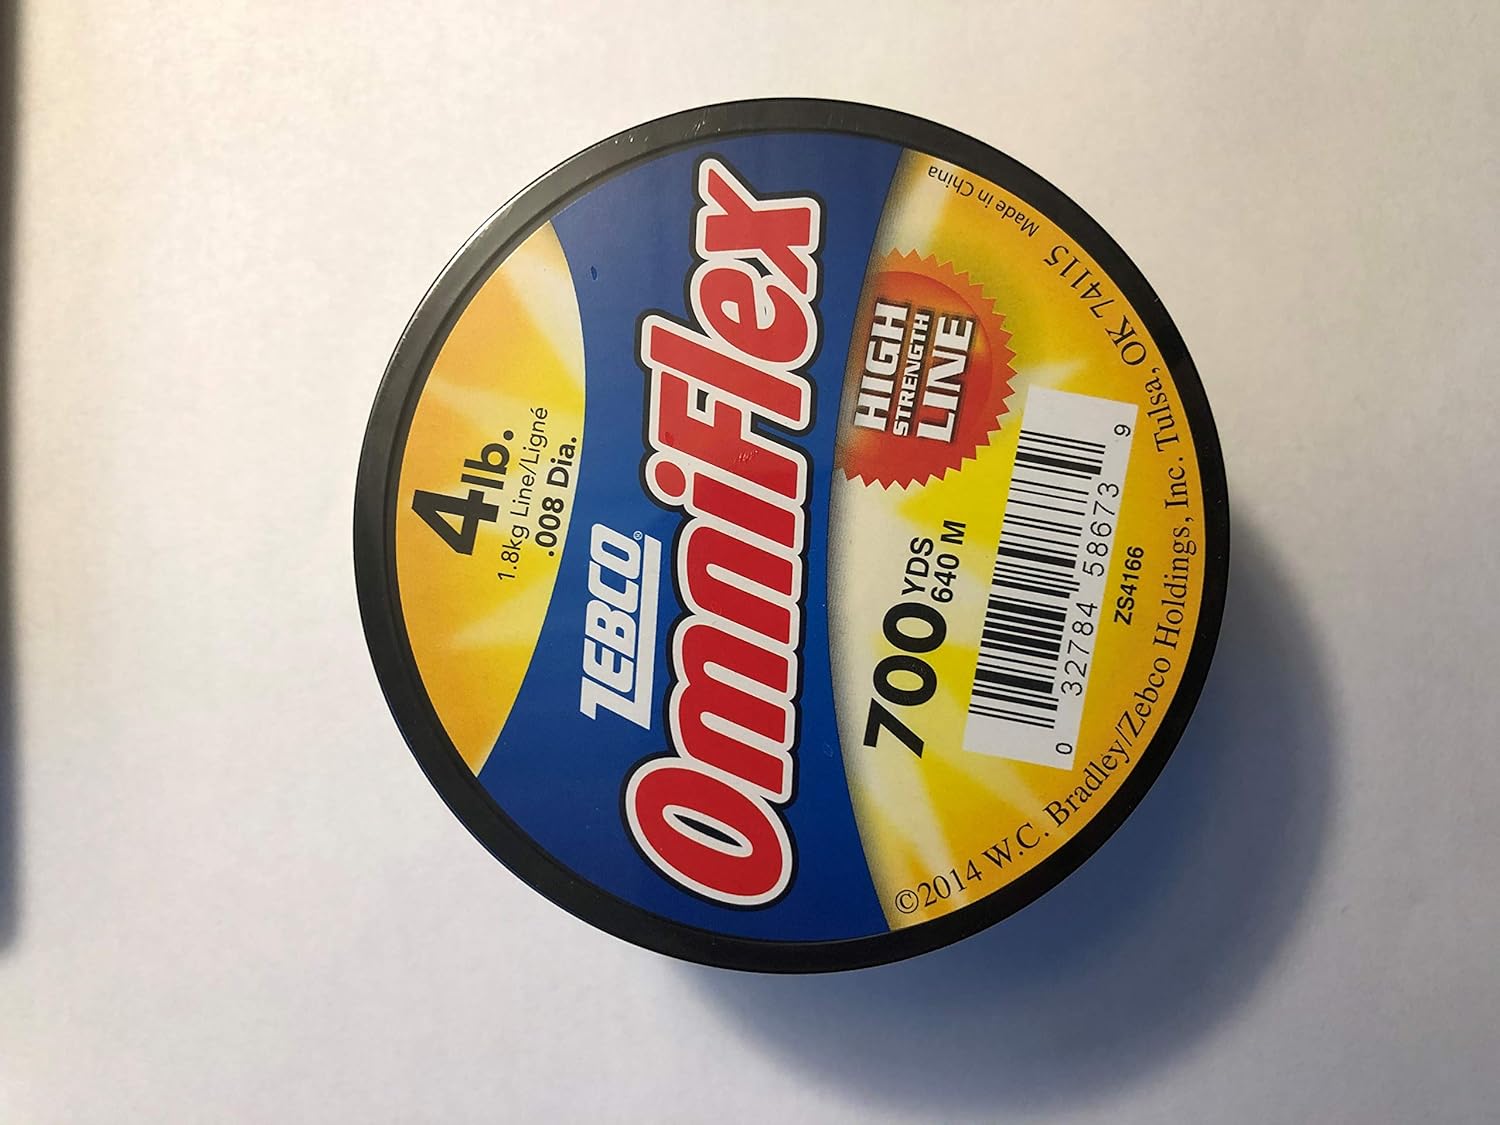 4lb.
1.8kg Line/Ligné
.008 Dia.
ZEBCO®
OmniFlex
HIGH
STRENGTH
LINE
700 YDS
640 M
0 32784 58673 9
ZS4166
©2014 W.C. Bradley/Zebco Holdings, Inc. Tulsa, OK 74115
Made in China